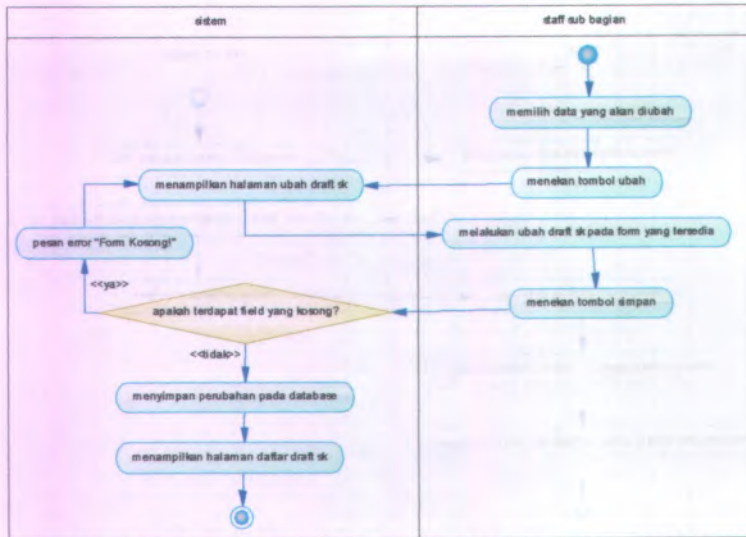 sistem
staff sub bagian
memilih data yang akan diubah
menampilkan halaman ubah draft sk
menekan tombol ubah
pesan error "Form Kosong!"
melakukan ubah draft sk pada form yang tersedia
<<ya>>
apakah terdapat field yang kosong?
menekan tombol simpan
<<tidak>>
menyimpan perubahan pada database
menampilkan halaman daftar draft sk